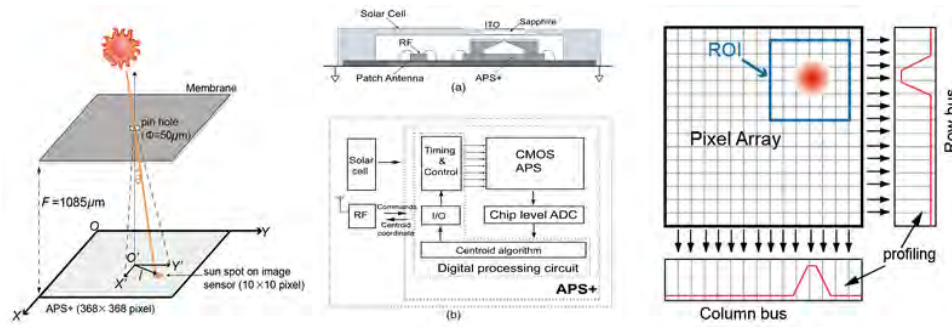 Membrane
pin hole
(Φ=50μm)
F=1085μm
O
Y
O'
Y'
X'
sun spot on image
sensor (10×10 pixel)
X
APS+ (368× 368 pixel)
Solar Cell
ITO
Sapphire
RF
Patch Antenna
APS+
(a)
Solar
cell
Timing
&
Control
CMOS
APS
RF
Commands
Centroid
coordinate
I/O
Chip level ADC
Centroid algorithm
Digital processing circuit
APS+
(b)
ROI
Pixel Array
Row bus
profiling
Column bus